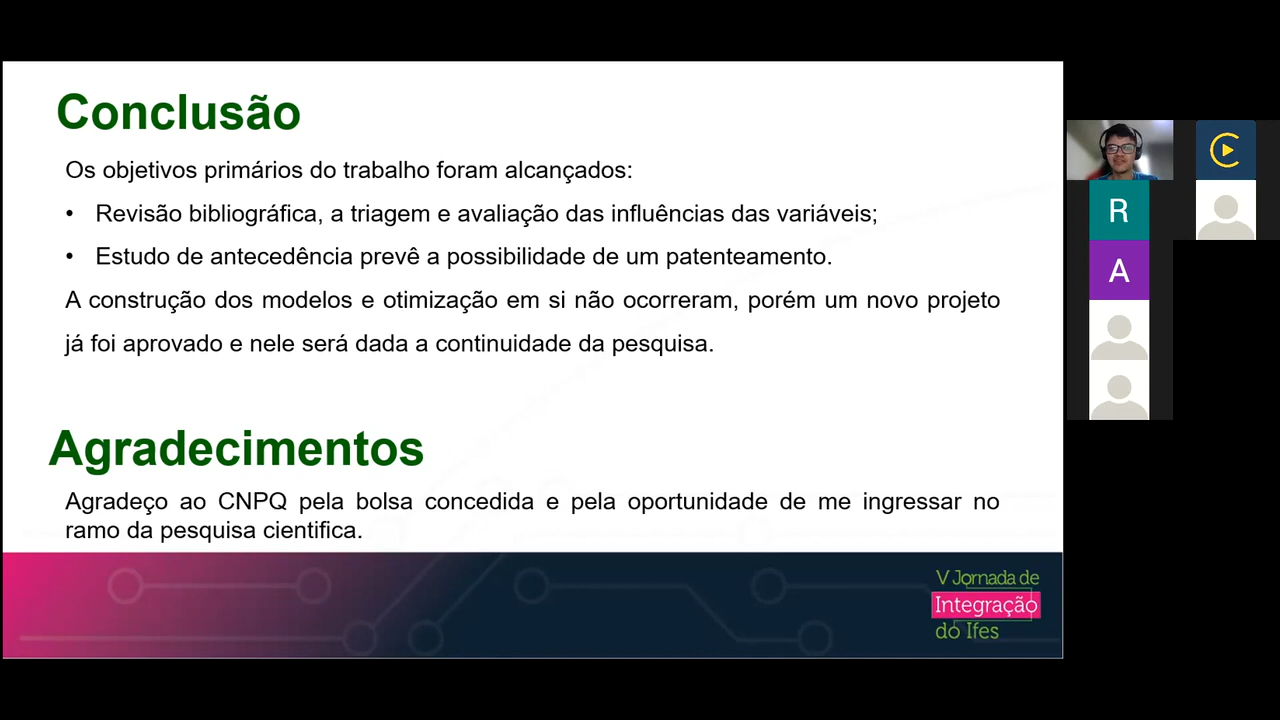 Conclusão
Os objetivos primários do trabalho foram alcançados:
• Revisão bibliográfica, a triagem e avaliação das influências das variáveis;
• Estudo de antecedência prevê a possibilidade de um patenteamento.
A construção dos modelos e otimização em si não ocorreram, porém um novo projeto
já foi aprovado e nele será dada a continuidade da pesquisa.
Agradecimentos
Agradeço ao CNPQ pela bolsa concedida e pela oportunidade de me ingressar no
ramo da pesquisa cientifica.
V Jornada de
Integração
do Ifes
R
A